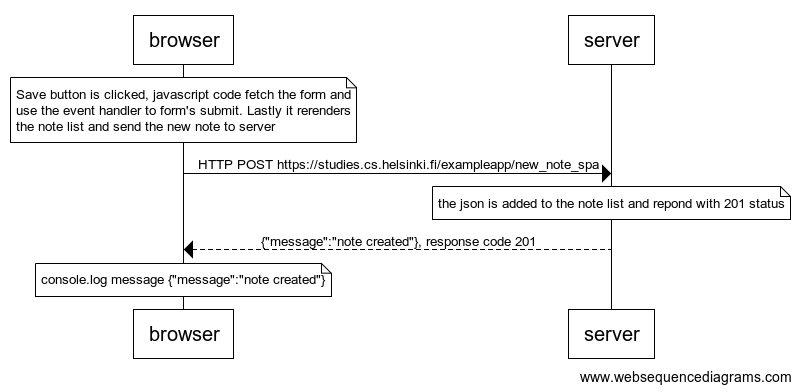 browser
server
Save button is clicked, javascript code fetch the form and
use the event handler to form's submit. Lastly it rerenders
the note list and send the new note to server
HTTP POST https://studies.cs.helsinki.fi/exampleapp/new_note_spa
the json is added to the note list and repond with 201 status
{"message":"note created"}, response code 201
console.log message {"message":"note created"}
browser
server
www.websequencediagrams.com